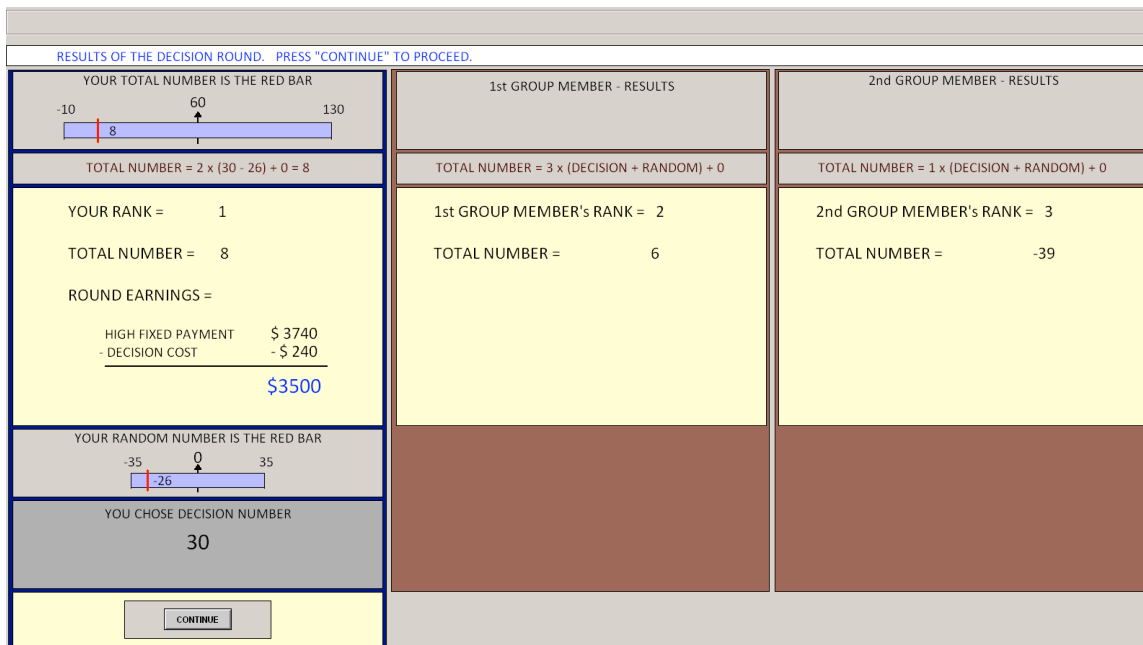 RESULTS OF THE DECISION ROUND. PRESS "CONTINUE" TO PROCEED.
YOUR TOTAL NUMBER IS THE RED BAR
-10 60 130
8
TOTAL NUMBER = 2 x (30 - 26) + 0 = 8
YOUR RANK = 1
TOTAL NUMBER = 8
ROUND EARNINGS =
HIGH FIXED PAYMENT $ 3740
- DECISION COST - $ 240
$3500
YOUR RANDOM NUMBER IS THE RED BAR
-35 0 35
-26
YOU CHOSE DECISION NUMBER
30
CONTINUE
1st GROUP MEMBER - RESULTS
TOTAL NUMBER = 3 x (DECISION + RANDOM) + 0
1st GROUP MEMBER's RANK = 2
TOTAL NUMBER = 6
2nd GROUP MEMBER - RESULTS
TOTAL NUMBER = 1 x (DECISION + RANDOM) + 0
2nd GROUP MEMBER's RANK = 3
TOTAL NUMBER = -39